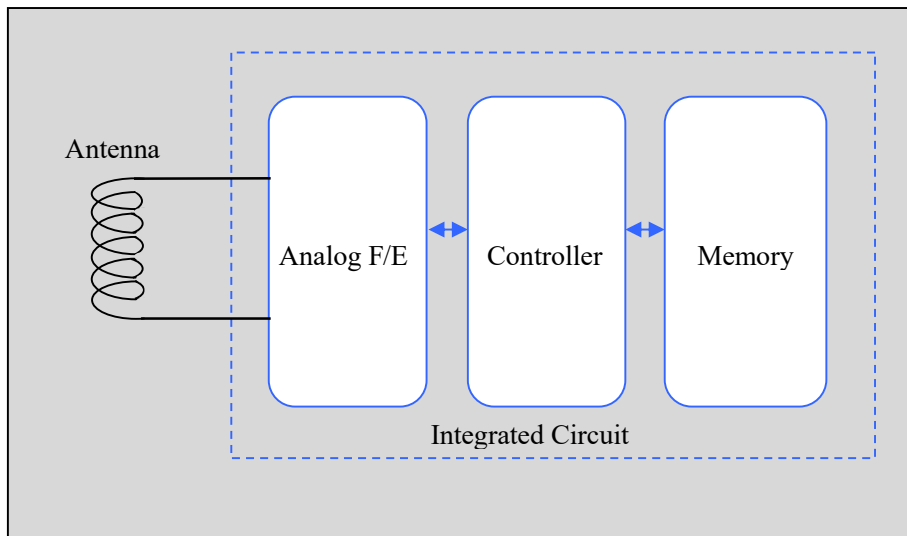 Antenna
Analog F/E
Controller
Memory
Integrated Circuit